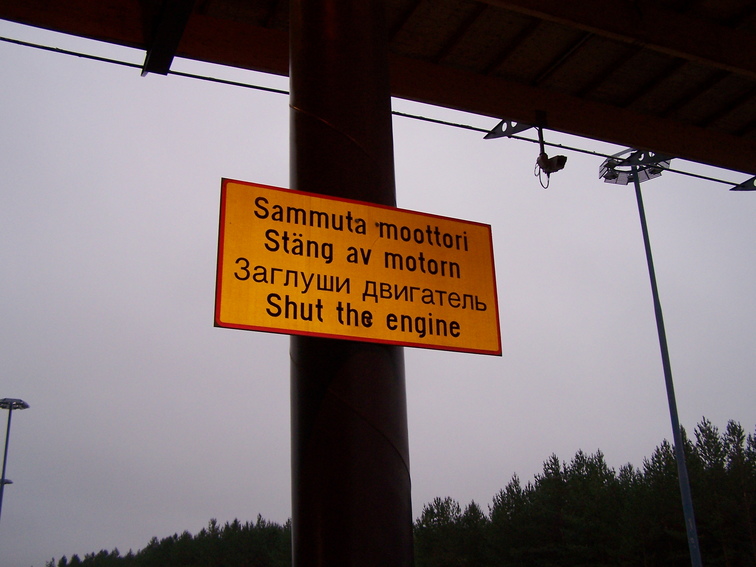 Sammuta moottori
Stäng av motorn
Заглуши двигатель
Shut the engine